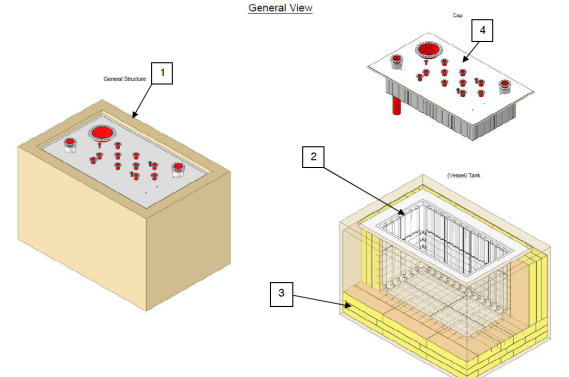 General View
Cap
4
General Structure
1
2
(Vessel) Tank
3